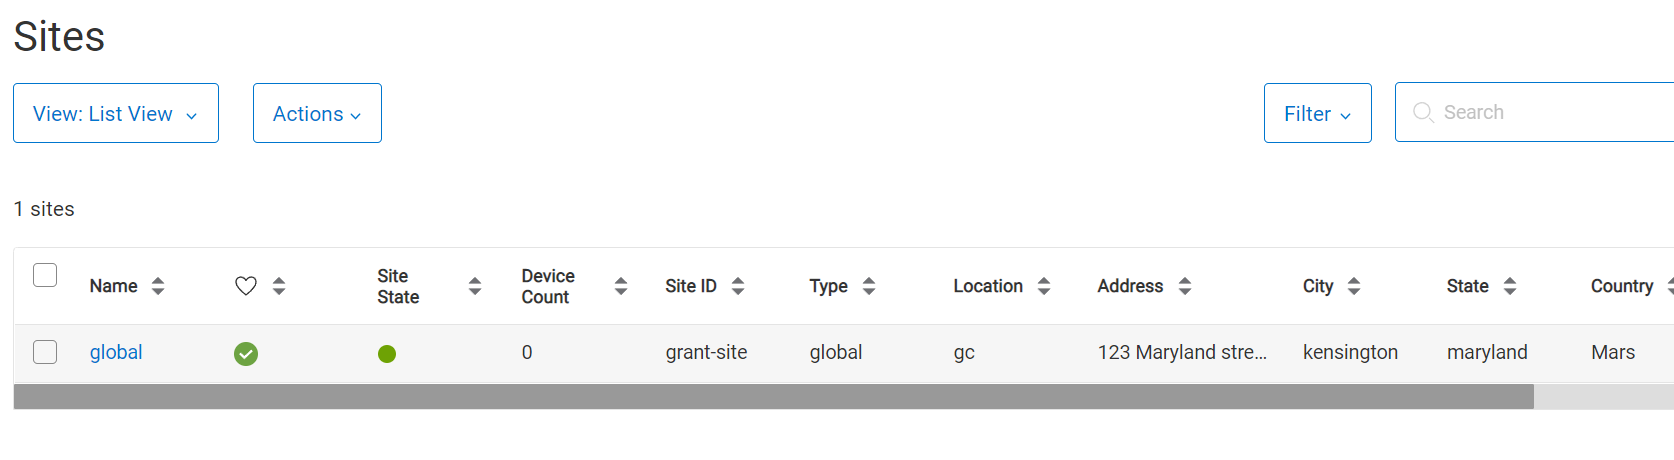 Sites
View: List View
Actions
Filter
Search
1 sites
Name
Site State
Device Count
Site ID
Type
Location
Address
City
State
Country
global
0
grant-site
global
gc
123 Maryland stre...
kensington
maryland
Mars